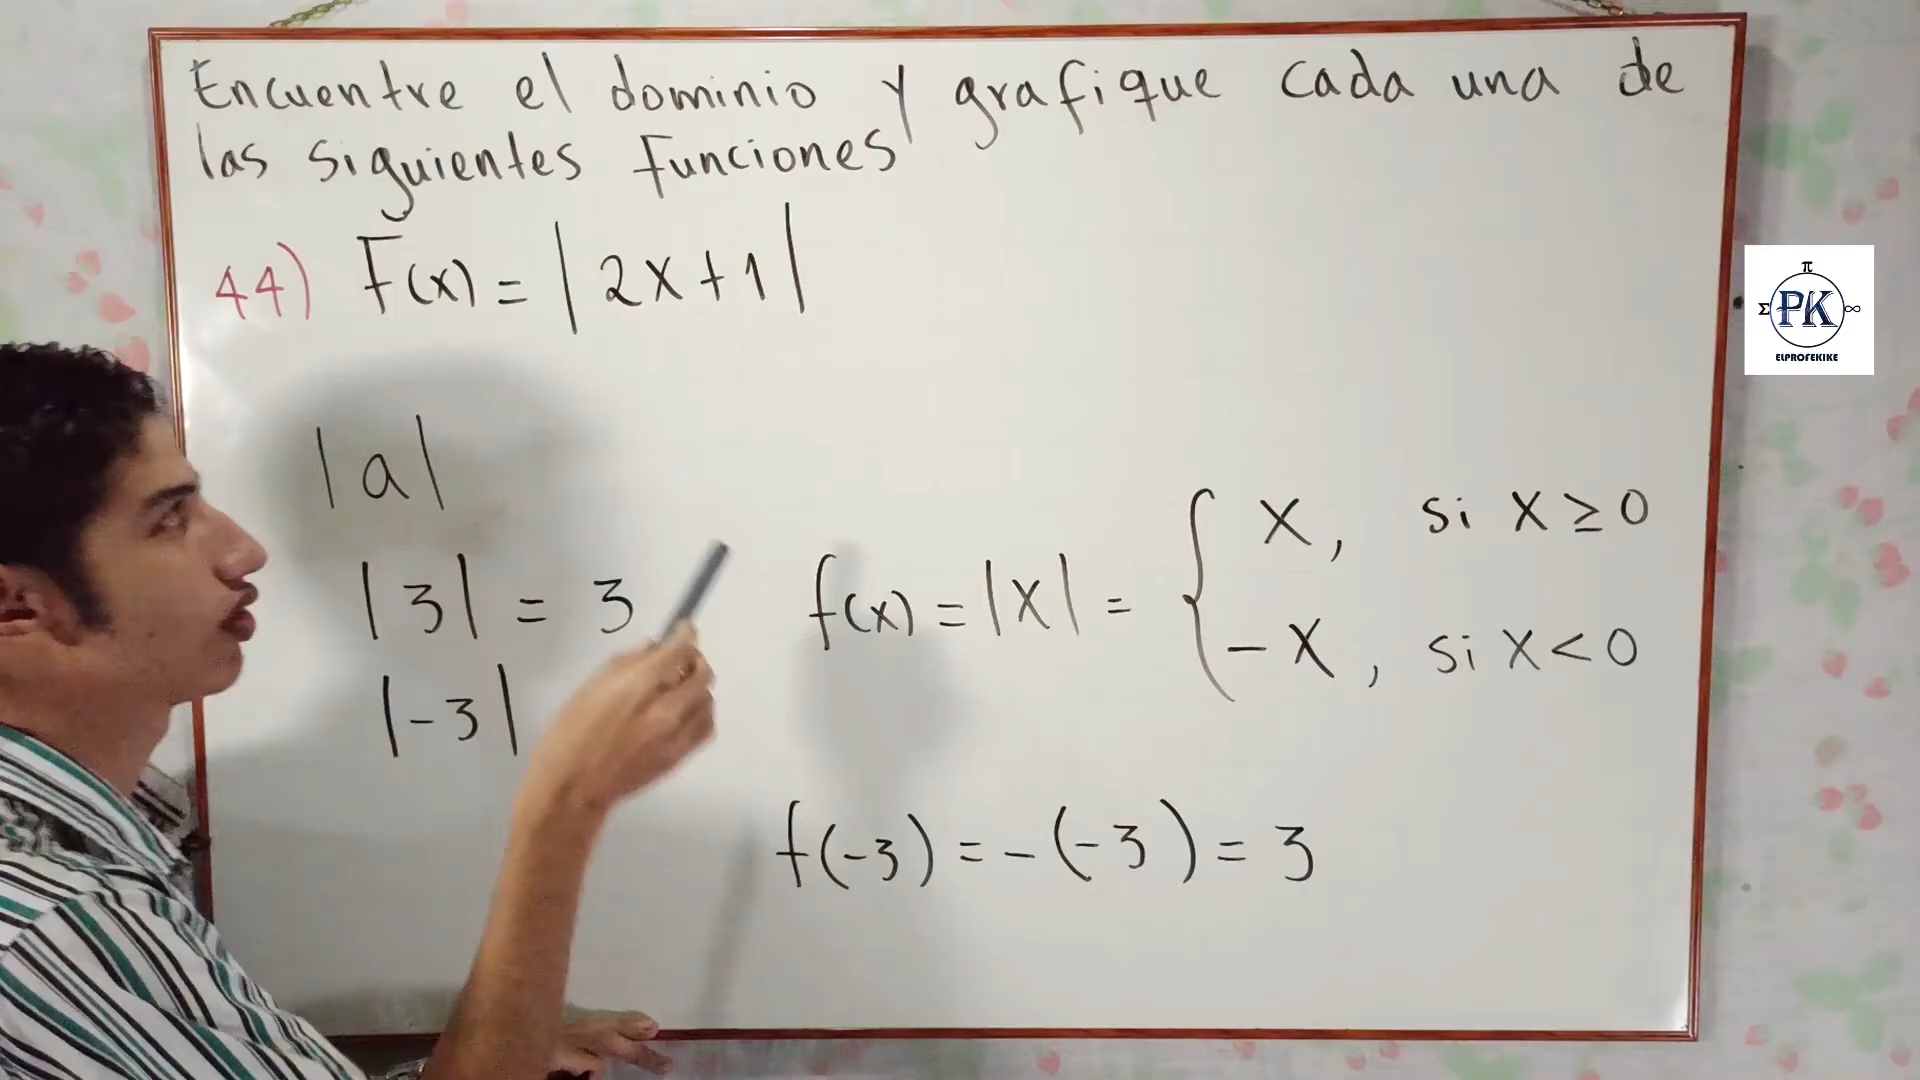 Encuentre el dominio y grafique cada una de
las siguientes funciones
44) F(x) = |2x+1|
|a|
|3| = 3
|-3|
f(x) = |x| = { x, si x ≥ 0
-x, si x < 0
f(-3) = -(-3) = 3
π
Σ PK ∞
ELPROFEKIKE